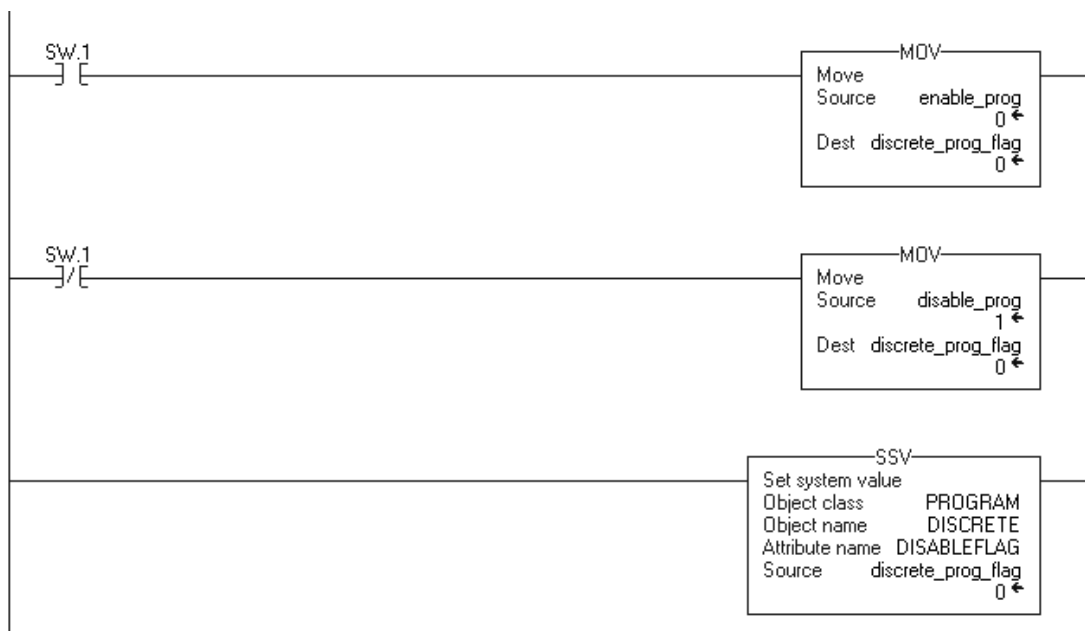 SW.1
MOV
Move
Source enable_prog
0
Dest discrete_prog_flag
0
SW.1
MOV
Move
Source disable_prog
1
Dest discrete_prog_flag
0
SSV
Set system value
Object class PROGRAM
Object name DISCRETE
Attribute name DISABLEFLAG
Source discrete_prog_flag
0